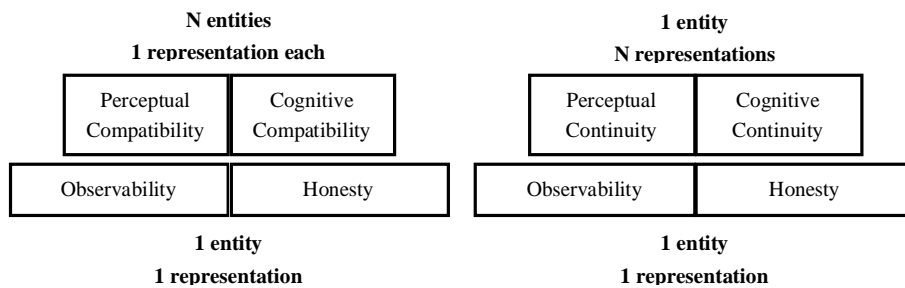 N entities
1 representation each
Perceptual Compatibility
Cognitive Compatibility
Observability
Honesty
1 entity
1 representation
1 entity
N representations
Perceptual Continuity
Cognitive Continuity
Observability
Honesty
1 entity
1 representation